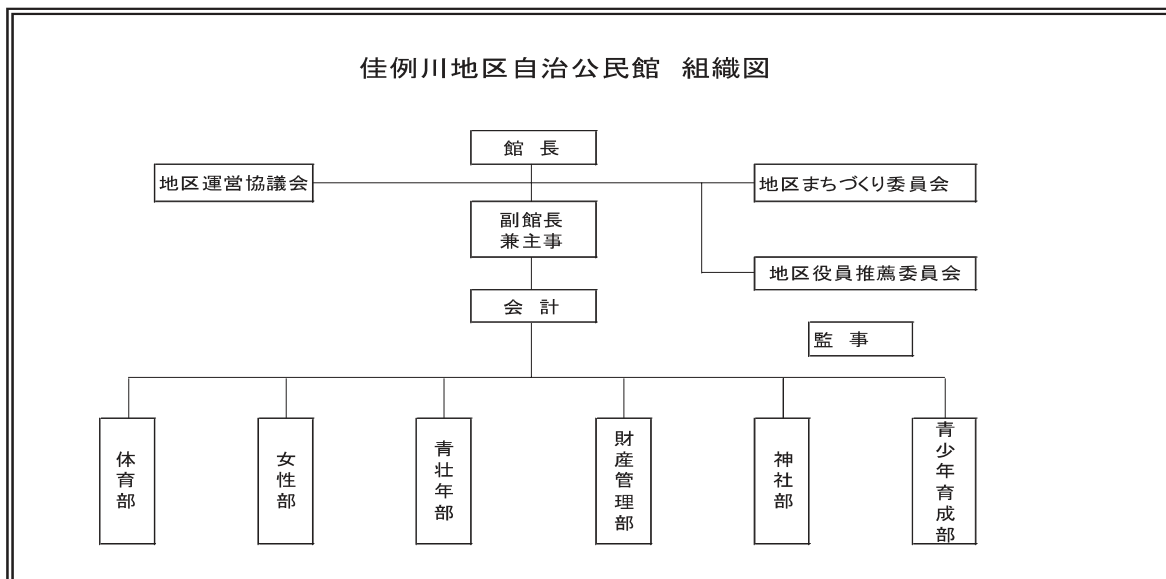 佳例川地区自治公民館 組織図
館 長
地区運営協議会
地区まちづくり委員会
副館長
兼主事
地区役員推薦委員会
会 計
監 事
体育部
女性部
青壮年部
財産管理部
神社部
青少年育成部